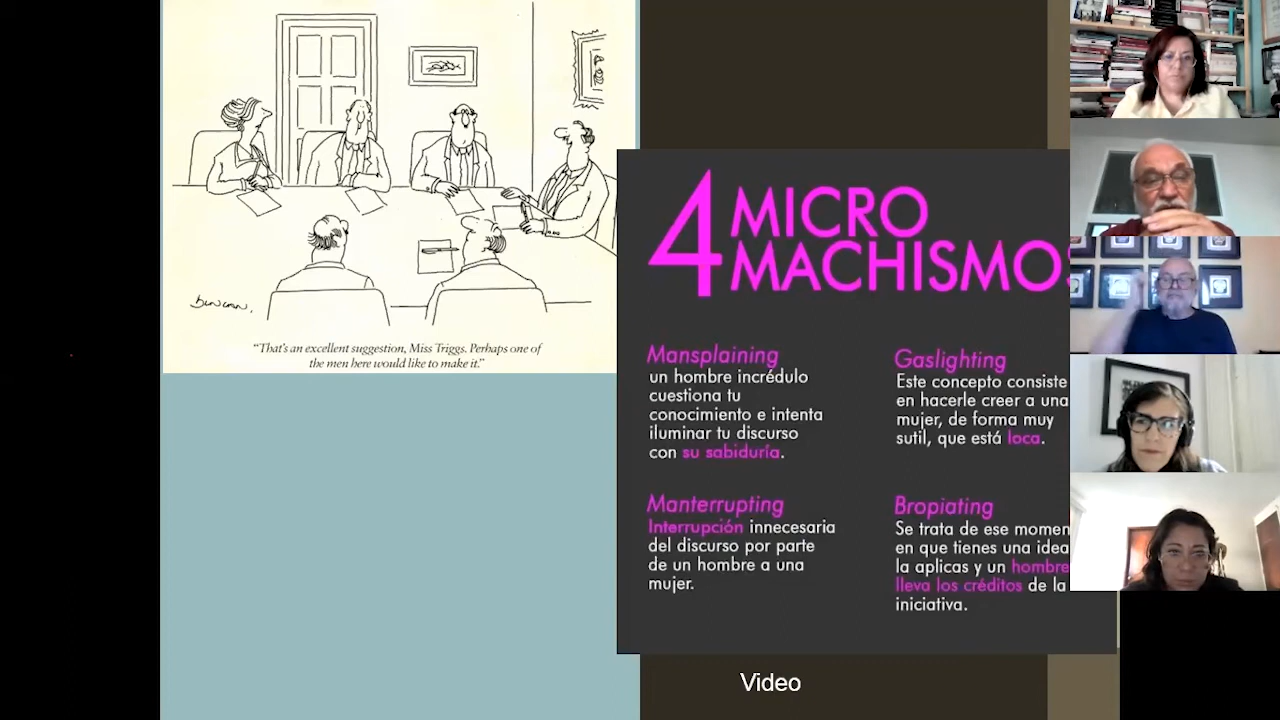 DUNCAN.
“That's an excellent suggestion, Miss Triggs. Perhaps one of
the men here would like to make it.”
4 MICRO
MACHISMOS
Mansplaining
un hombre incrédulo
cuestiona tu
conocimiento e intenta
iluminar tu discurso
con su sabiduría.
Gaslighting
Este concepto consiste
en hacerle creer a una
mujer, de forma muy
sutil, que está loca.
Manterrupting
Interrupción innecesaria
del discurso por parte
de un hombre a una
mujer.
Bropiating
Se trata de ese momen
en que tienes una idea
la aplicas y un hombre
lleva los créditos de la
iniciativa.
Video